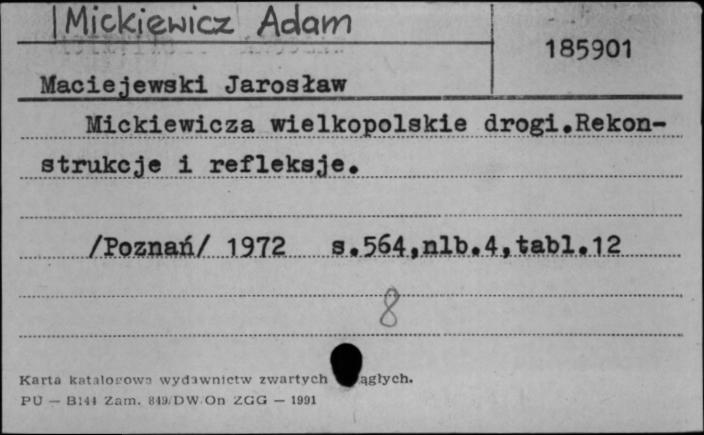 Mickiewicz Adam
185901
Maciejewski Jarosław
Mickiewicza wielkopolskie drogi.Rekon-
strukcje i refleksje.
/Poznań/ 1972 s.564,nlb.4,tabl.12
8
Karta katalogowa wydawnictw zwartych ągłych.
PU — B144 Zam. 849/DW.On ZGG — 1991